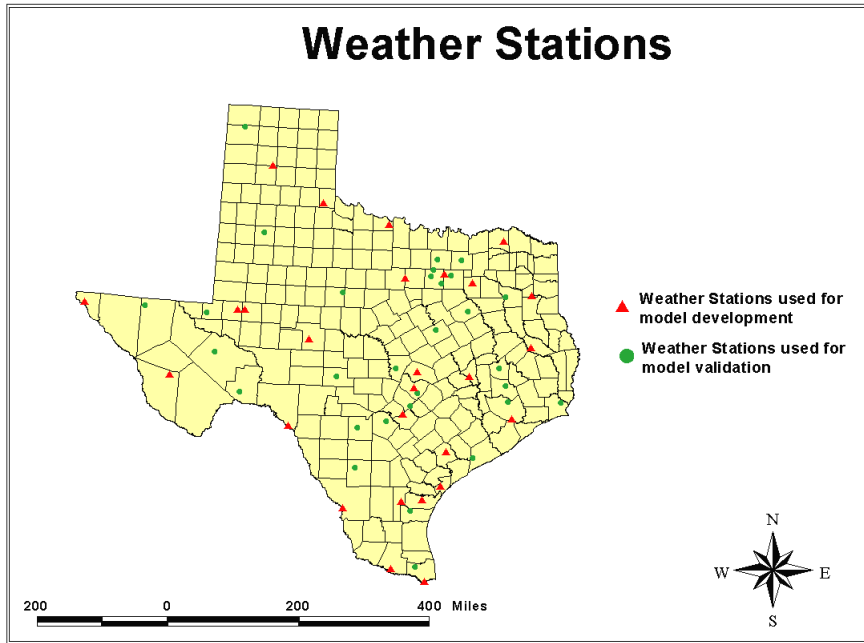 Weather Stations
Weather Stations used for
model development
Weather Stations used for
model validation
N
W E
S
200 0 200 400 Miles